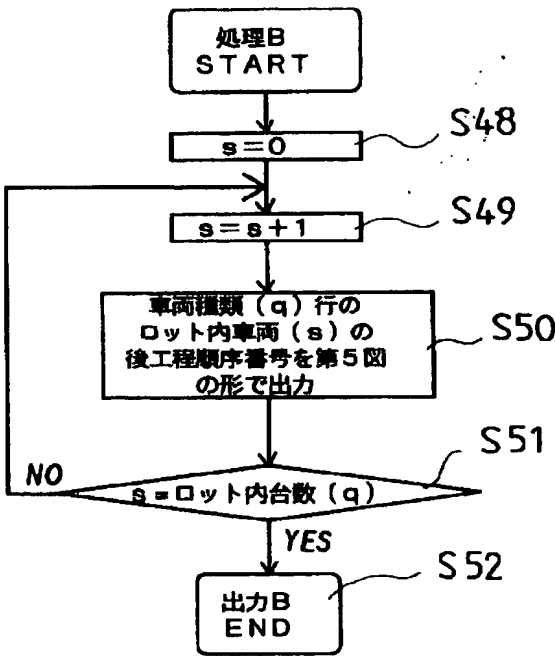 処理B
START
S48
s=0
S49
s=s+1
車両種類(q)行の
ロット内車両(s)の
後工程順序番号を第5図
の形で出力
S50
S51
NO
s=ロット内台数(q)
YES
S52
出力B
END